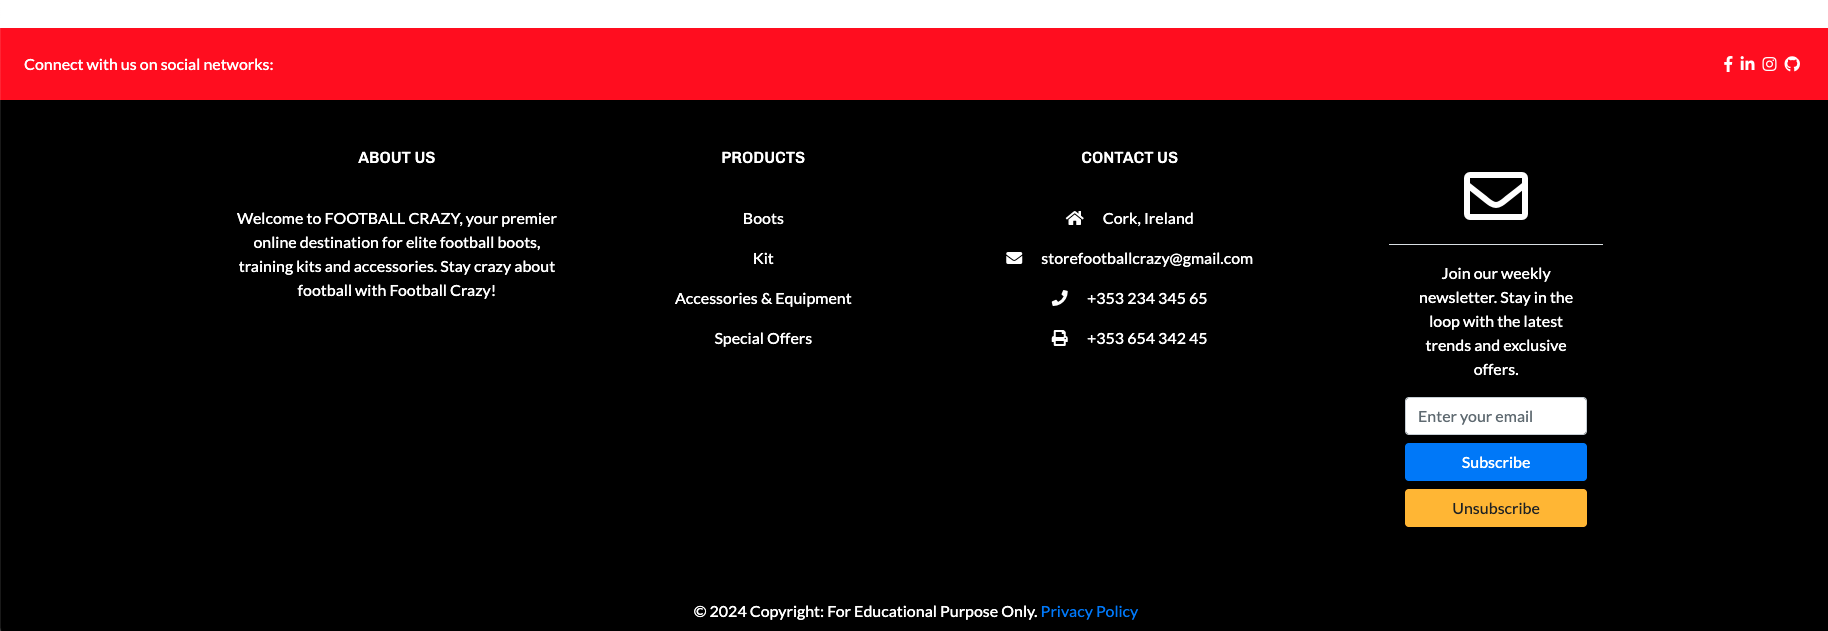 Connect with us on social networks:
ABOUT US
Welcome to FOOTBALL CRAZY, your premier
online destination for elite football boots,
training kits and accessories. Stay crazy about
football with Football Crazy!
PRODUCTS
Boots
Kit
Accessories & Equipment
Special Offers
CONTACT US
Cork, Ireland
storefootballcrazy@gmail.com
+353 234 345 65
+353 654 342 45
Join our weekly
newsletter. Stay in the
loop with the latest
trends and exclusive
offers.
Enter your email
Subscribe
Unsubscribe
© 2024 Copyright: For Educational Purpose Only. Privacy Policy